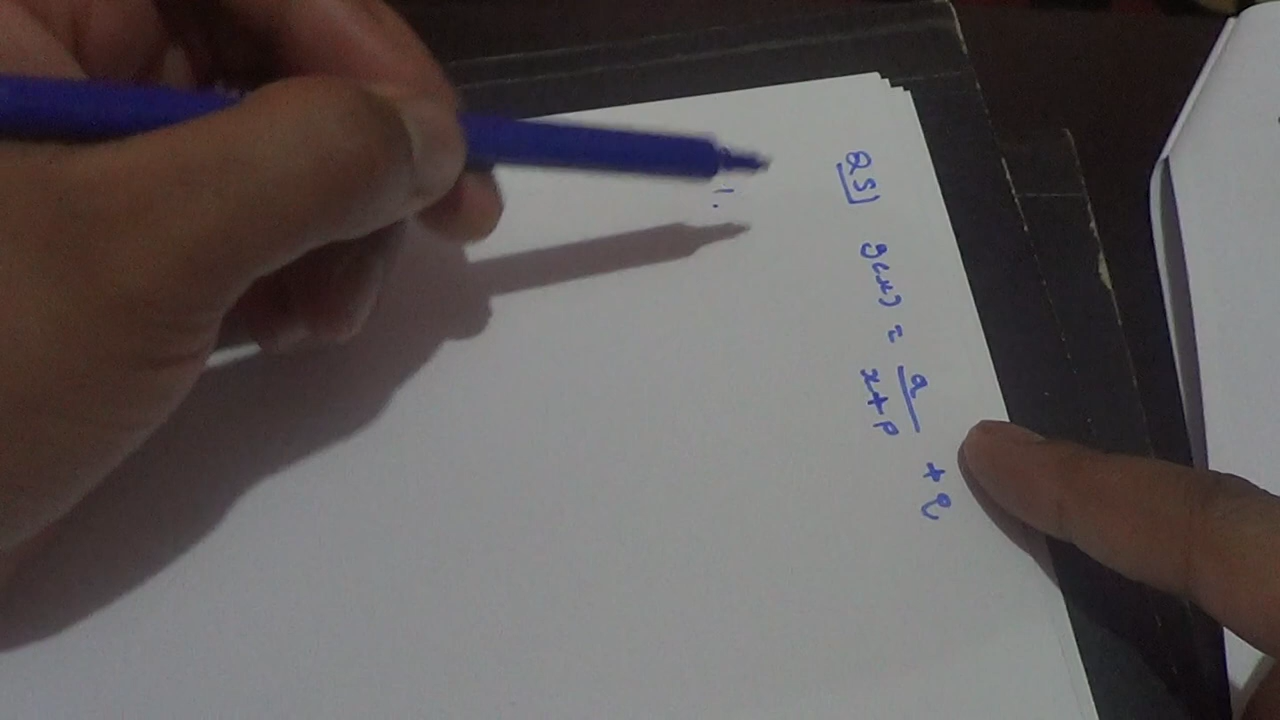 Q5) g(x) = a/(x+p) + q